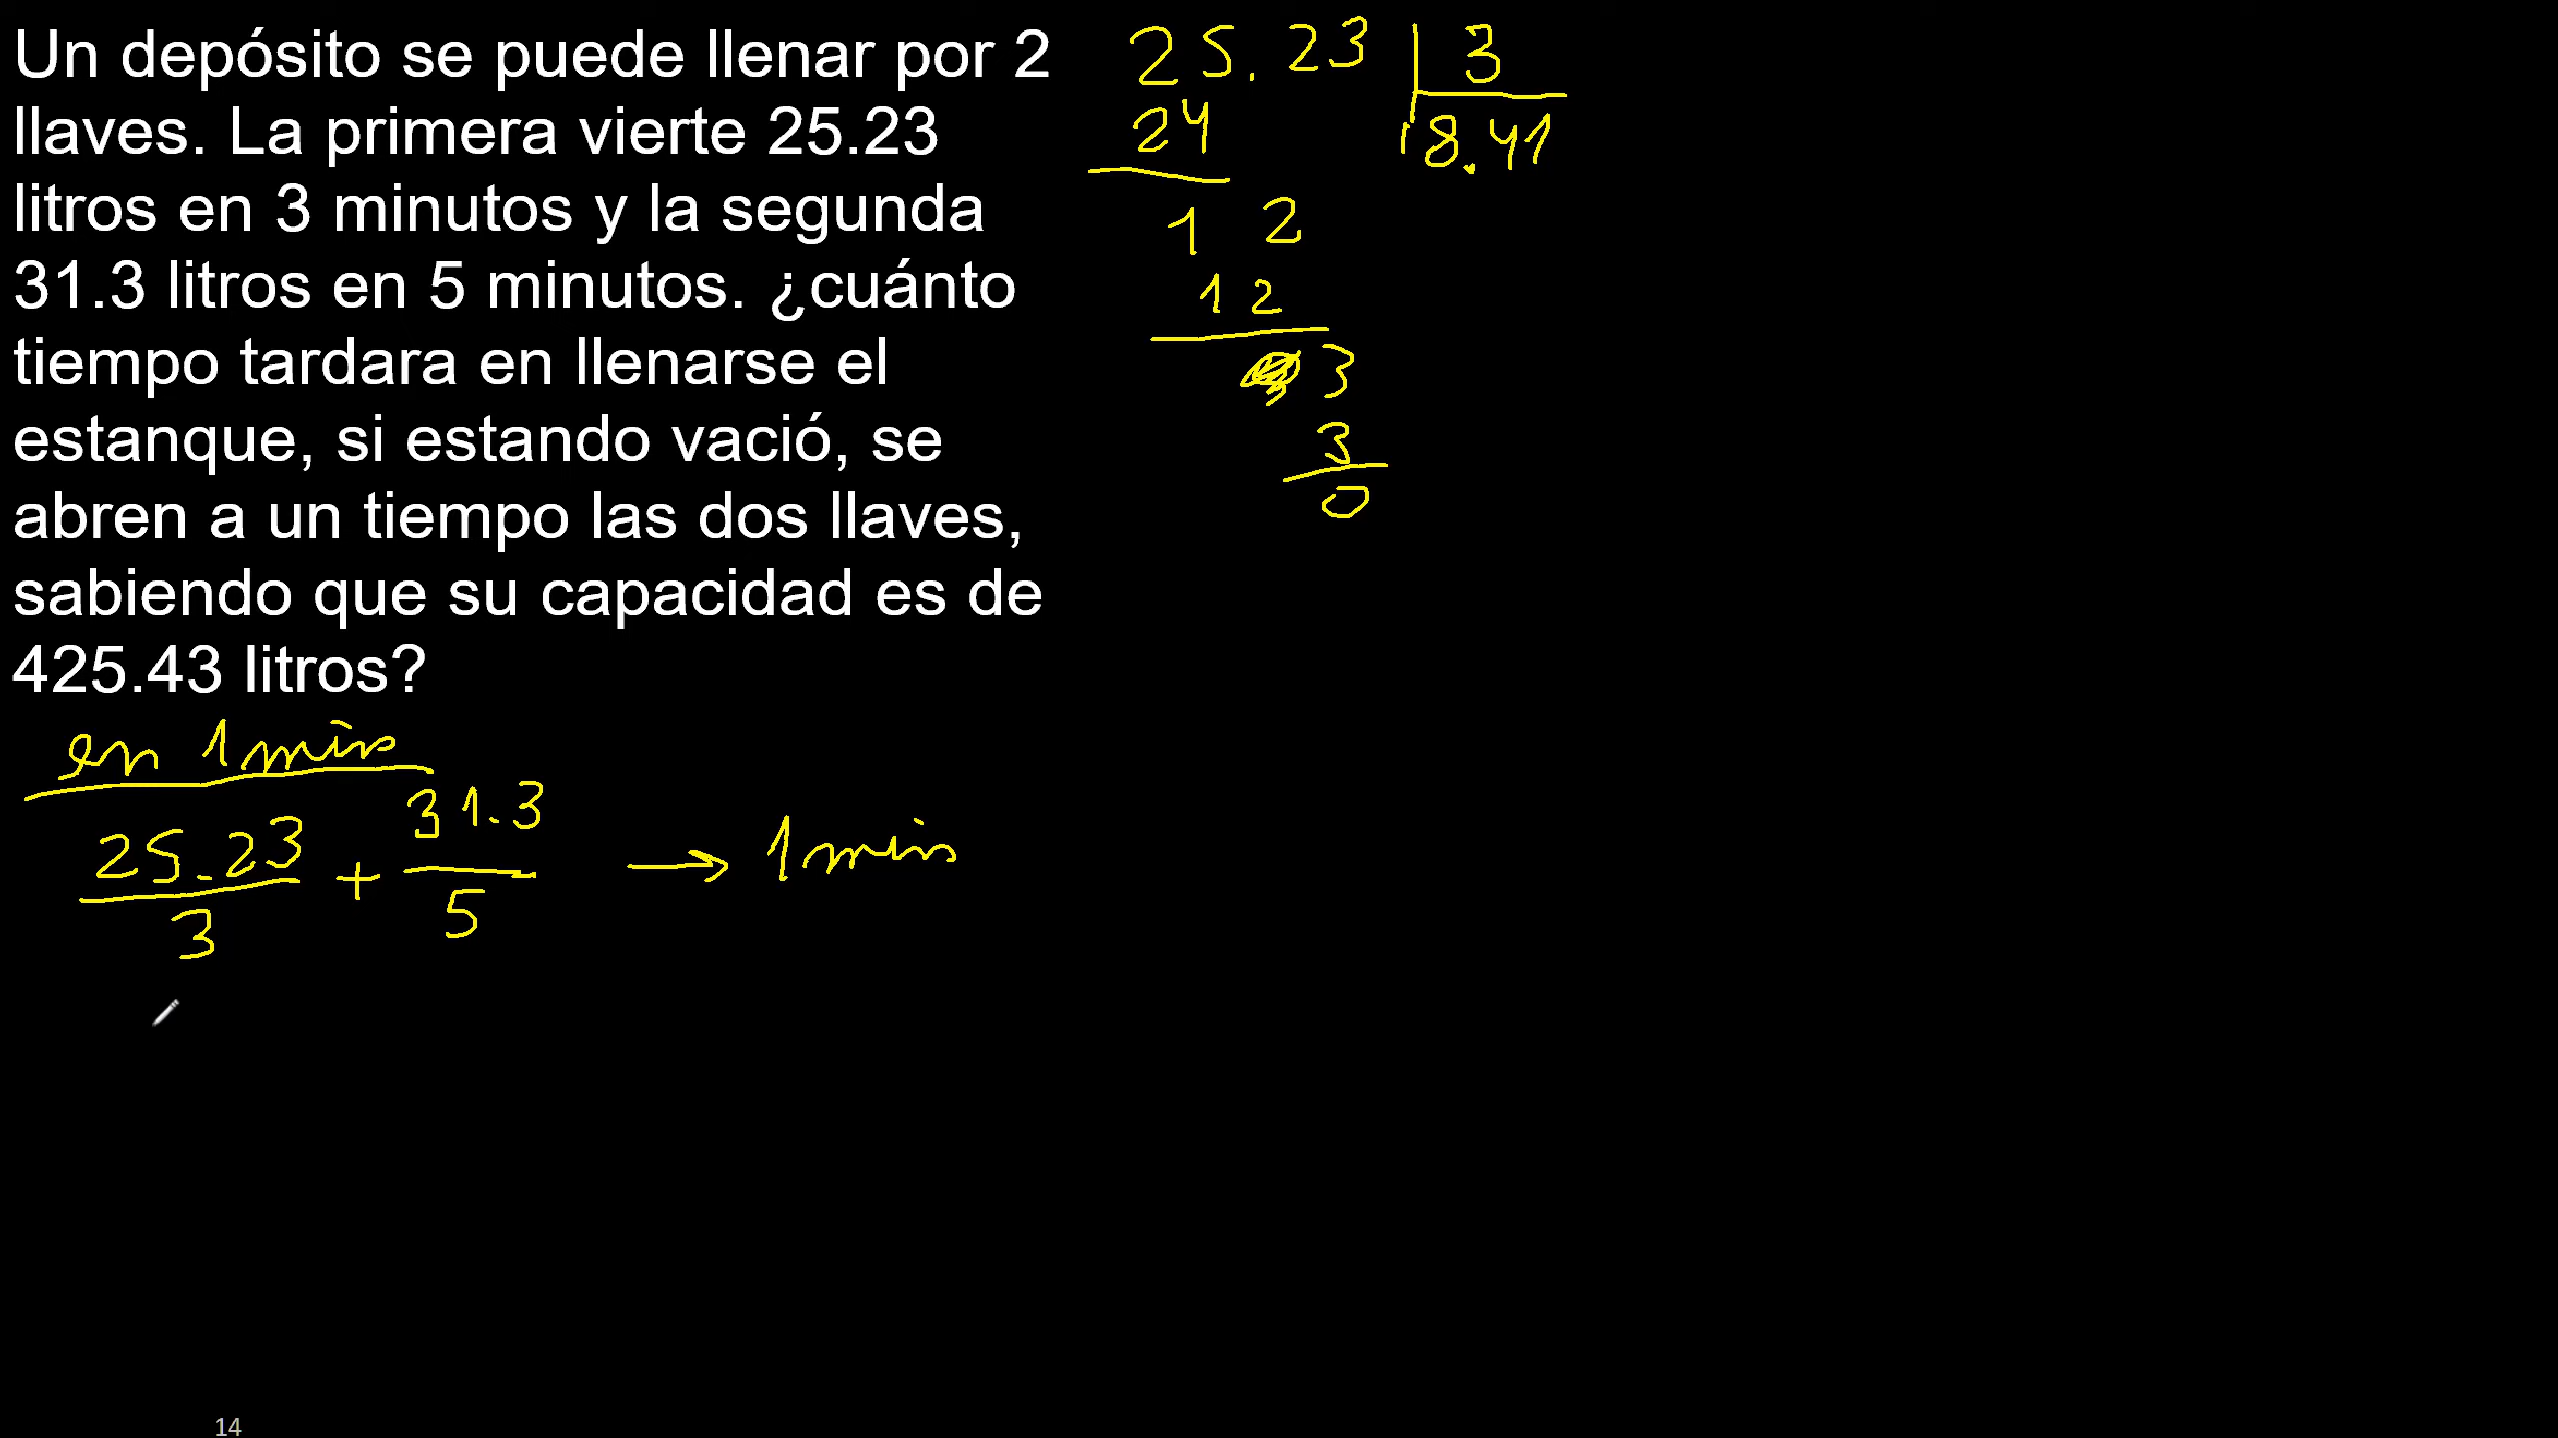 Un depósito se puede llenar por 2
llaves. La primera vierte 25.23
litros en 3 minutos y la segunda
31.3 litros en 5 minutos. ¿cuánto
tiempo tardara en llenarse el
estanque, si estando vació, se
abren a un tiempo las dos llaves,
sabiendo que su capacidad es de
425.43 litros?
en 1 min
25.23 31.3
+ → 1 min
3 5
25.23 3
24 8.41
1 2
12
3
3
0
14